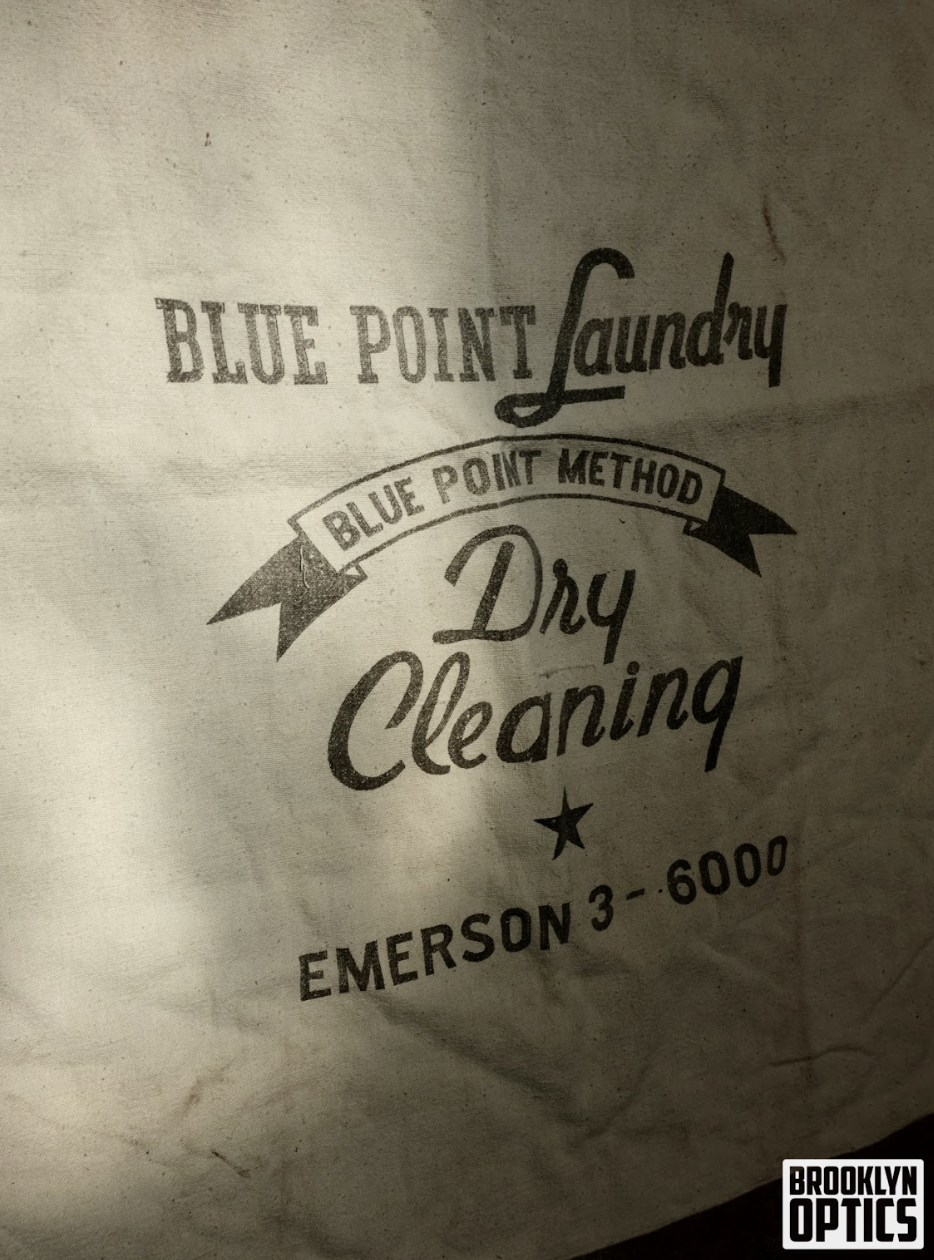 BLUE POINT Laundry
BLUE POINT METHOD
Dry
Cleaning
EMERSON 3-6000
BROOKLYN
OPTICS